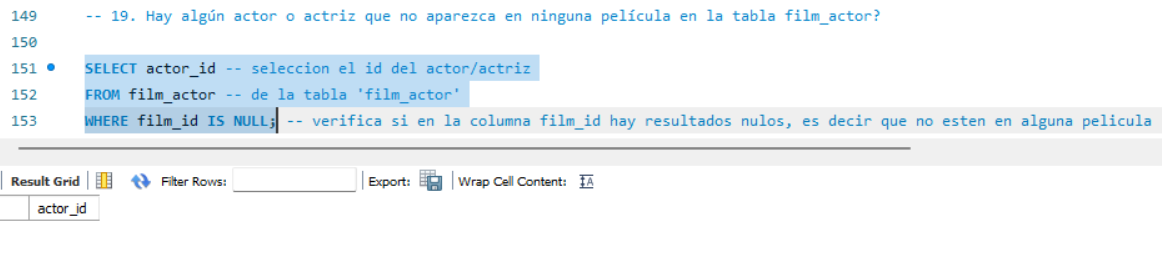 149 -- 19. Hay algún actor o actriz que no aparezca en ninguna película en la tabla film_actor?
150
151 SELECT actor_id -- seleccion el id del actor/actriz
152 FROM film_actor -- de la tabla 'film_actor'
153 WHERE film_id IS NULL; -- verifica si en la columna film_id hay resultados nulos, es decir que no esten en alguna pelicula
Result Grid Filter Rows: Export: Wrap Cell Content: IA
actor_id